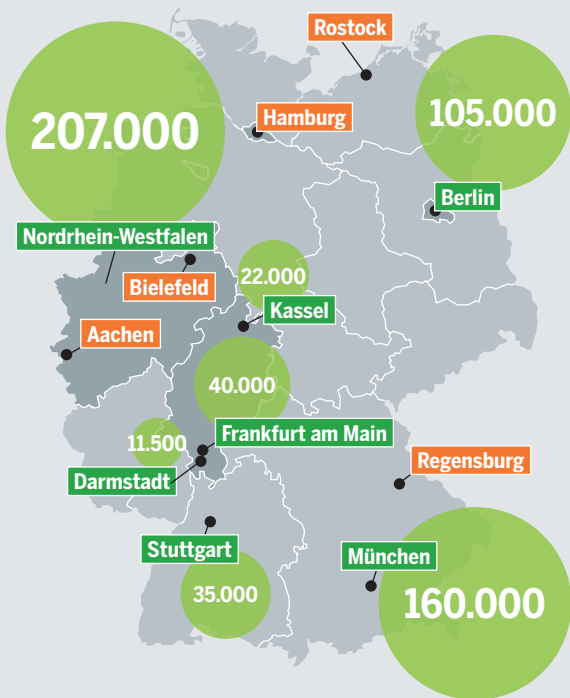 Rostock
207.000
Hamburg
105.000
Berlin
Nordrhein-Westfalen
22.000
Bielefeld
Kassel
Aachen
40.000
Frankfurt am Main
11.500
Regensburg
Darmstadt
Stuttgart
München
35.000
160.000